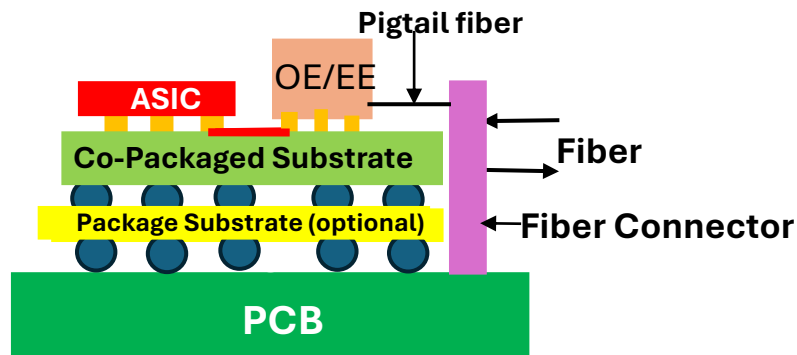 Pigtail fiber
OE/EE
ASIC
Fiber
Co-Packaged Substrate
Package Substrate (optional)
Fiber Connector
PCB